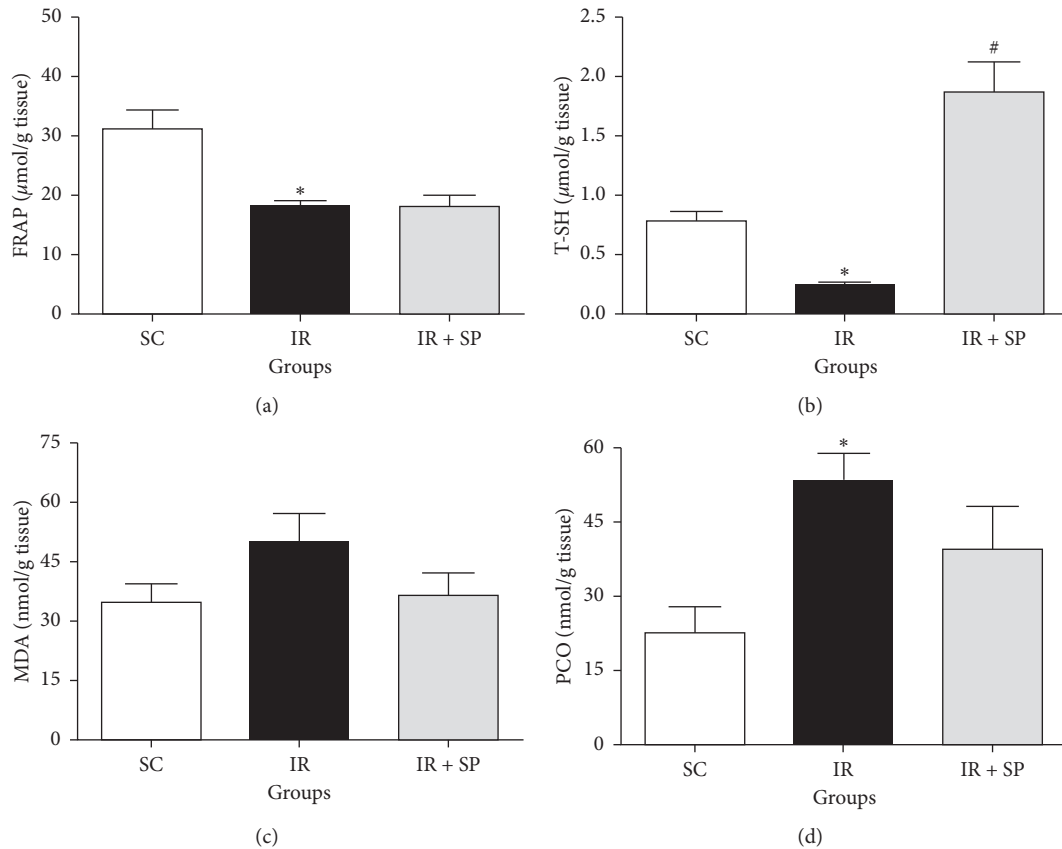 50
40
30
20
10
0
FRAP (μmol/g tissue)
*
SC IR IR + SP
Groups
(a)
2.5
2.0
1.5
1.0
0.5
0.0
T-SH (μmol/g tissue)
*
#
SC IR IR + SP
Groups
(b)
75
60
45
30
15
0
MDA (nmol/g tissue)
SC IR IR + SP
Groups
(c)
60
45
30
15
0
PCO (nmol/g tissue)
*
SC IR IR + SP
Groups
(d)